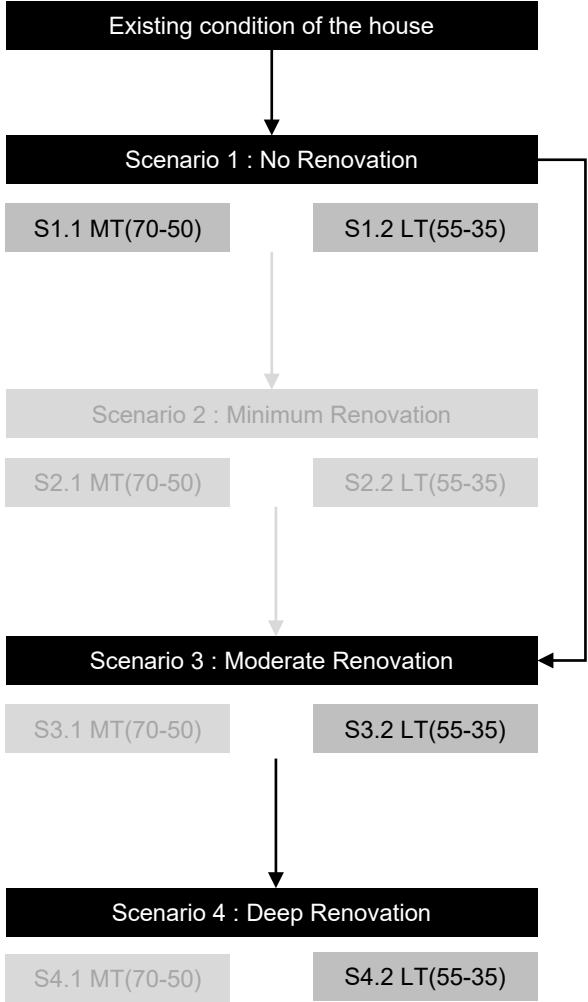 Existing condition of the house
Scenario 1 : No Renovation
S1.1 MT(70-50)
S1.2 LT(55-35)
Scenario 2 : Minimum Renovation
S2.1 MT(70-50)
S2.2 LT(55-35)
Scenario 3 : Moderate Renovation
S3.1 MT(70-50)
S3.2 LT(55-35)
Scenario 4 : Deep Renovation
S4.1 MT(70-50)
S4.2 LT(55-35)